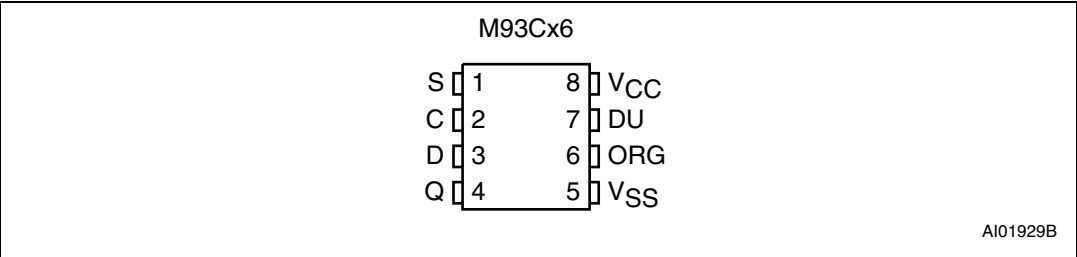 M93Cx6
S 1 8 VCC
C 2 7 DU
D 3 6 ORG
Q 4 5 VSS
AI01929B